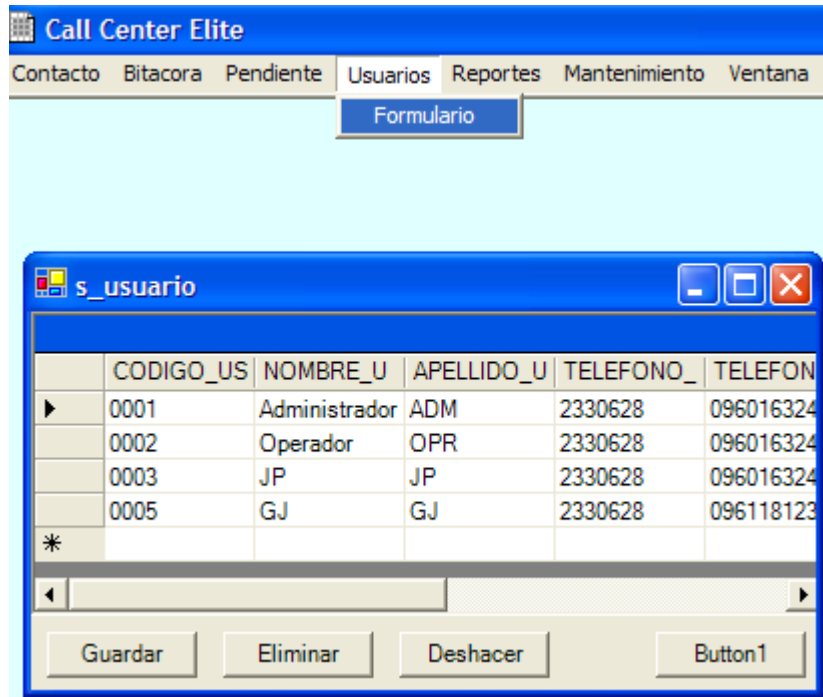 Call Center Elite
Contacto Bitacora Pendiente Usuarios Reportes Mantenimiento Ventana
Formulario
s_usuario
CODIGO_US NOMBRE_U APELLIDO_U TELEFONO_ TELEFON
0001 Administrador ADM 2330628 096016324
0002 Operador OPR 2330628 096016324
0003 JP JP 2330628 096016324
0005 GJ GJ 2330628 096118123
Guardar Eliminar Deshacer Button1